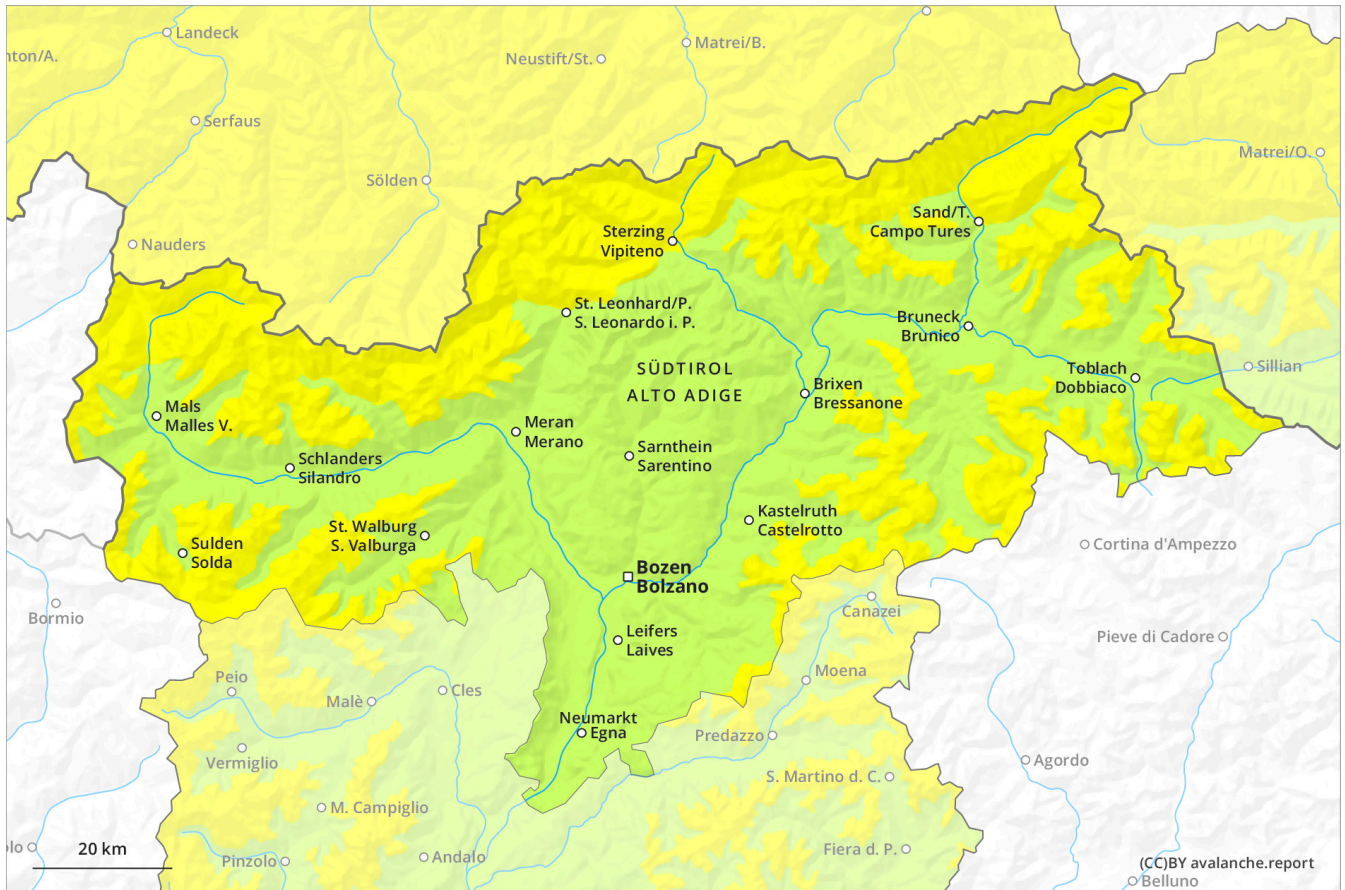 Landeck
Matrei/B.
nton/A.
Neustift/St.
Serfaus
Matrei/O.
Sölden
Sand/T.
Campo Tures
Sterzing
Vipiteno
Nauders
St. Leonhard/P.
S. Leonardo i. P.
Bruneck
Brunico
SÜDTIROL
ALTO ADIGE
Sillian
Toblach
Dobbiaco
Brixen
Bressanone
Mals
Malles V.
Meran
Merano
Sarnthein
Sarentino
Schlanders
Silandro
Kastelruth
Castelrotto
St. Walburg
S. Valburga
Sulden
Solda
Cortina d'Ampezzo
Bozen
Bolzano
Bormio
Canazei
Leifers
Laives
Pieve di Cadore
Peio
Moena
Cles
Malè
Neumarkt
Egna
Predazzo
Vermiglio
Agordo
S. Martino d. C.
M. Campiglio
olo
20 km
Andalo
Fiera d. P.
Pinzolo
(CC)BY avalanche.report
Belluno